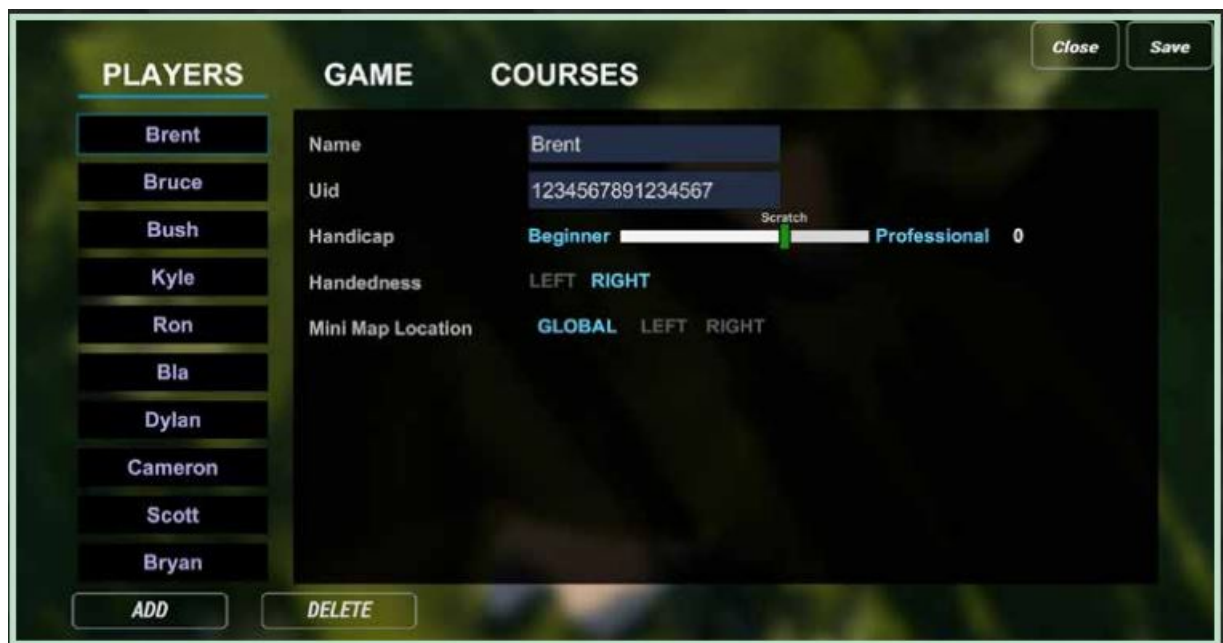 Close Save
PLAYERS GAME COURSES
Brent
Bruce
Bush
Kyle
Ron
Bla
Dylan
Cameron
Scott
Bryan
Name Brent
Uid 1234567891234567
Scratch
Handicap Beginner Professional 0
Handedness LEFT RIGHT
Mini Map Location GLOBAL LEFT RIGHT
ADD DELETE